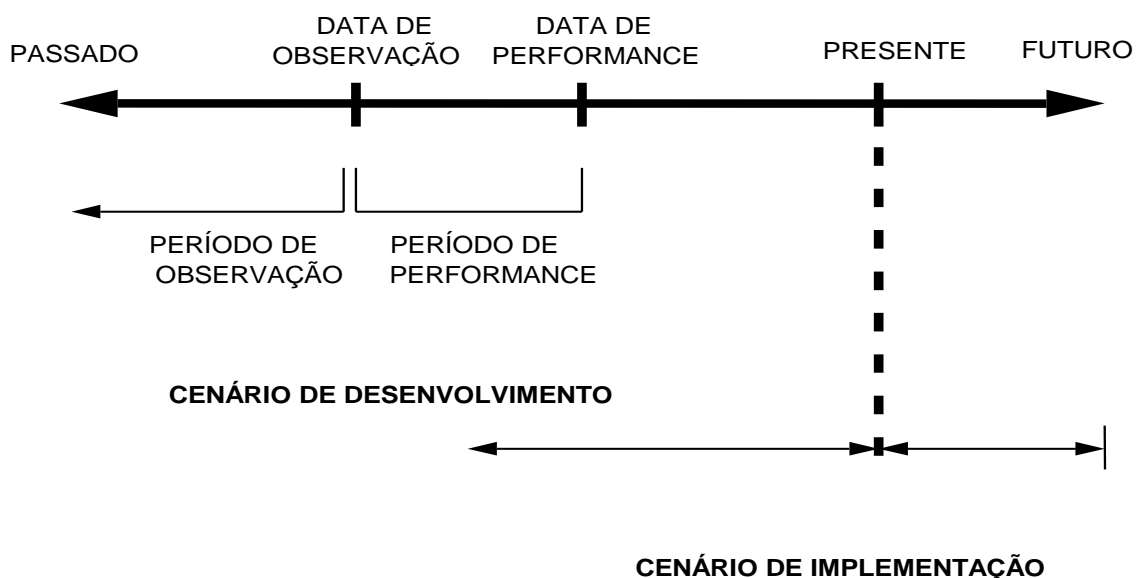 PASSADO
DATA DE
OBSERVAÇÃO
DATA DE
PERFORMANCE
PRESENTE
FUTURO
PERÍODO DE
OBSERVAÇÃO
PERÍODO DE
PERFORMANCE
CENÁRIO DE DESENVOLVIMENTO
CENÁRIO DE IMPLEMENTAÇÃO